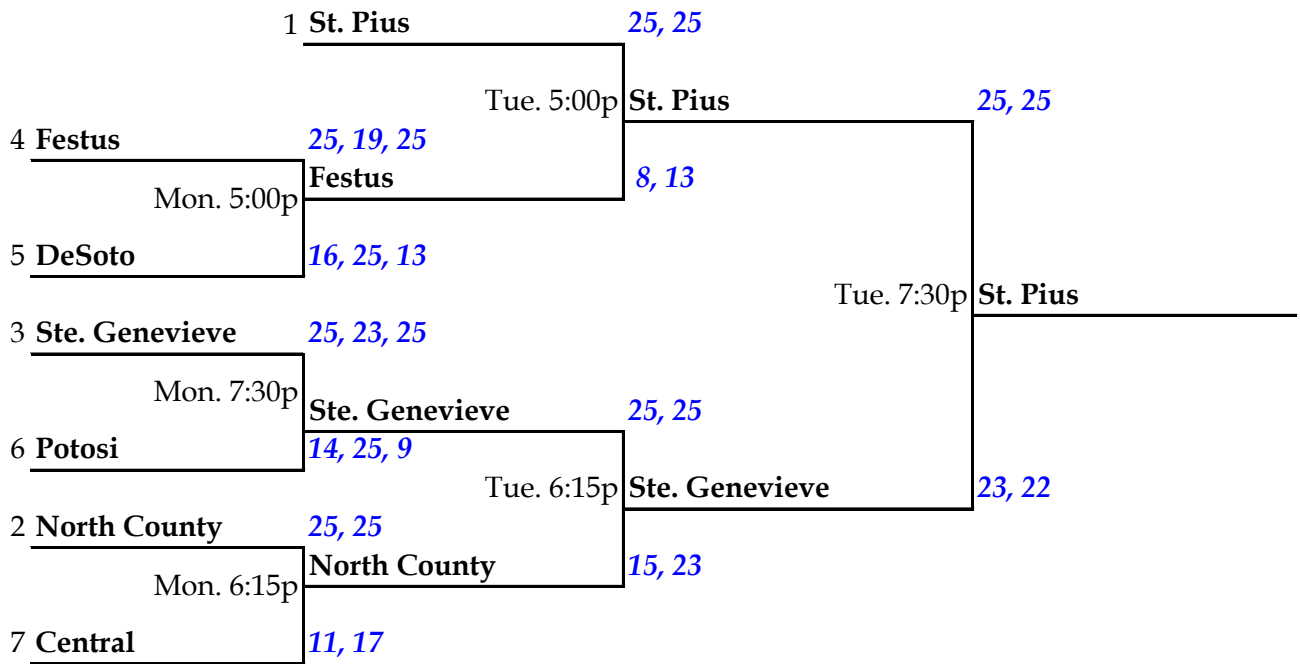 1 St. Pius 25, 25
Tue. 5:00p St. Pius 25, 25
4 Festus 25, 19, 25
Festus 8, 13
Mon. 5:00p
5 DeSoto 16, 25, 13
Tue. 7:30p St. Pius
3 Ste. Genevieve 25, 23, 25
Mon. 7:30p
Ste. Genevieve 25, 25
6 Potosi 14, 25, 9
Tue. 6:15p Ste. Genevieve 23, 22
2 North County 25, 25
North County 15, 23
Mon. 6:15p
7 Central 11, 17